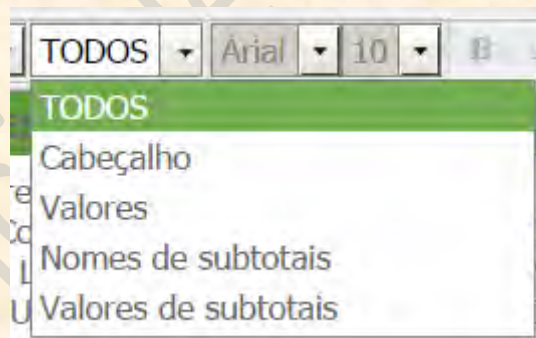 TODOS Arial 10 B
TODOS
Cabeçalho
Valores
Nomes de subtotais
Valores de subtotais